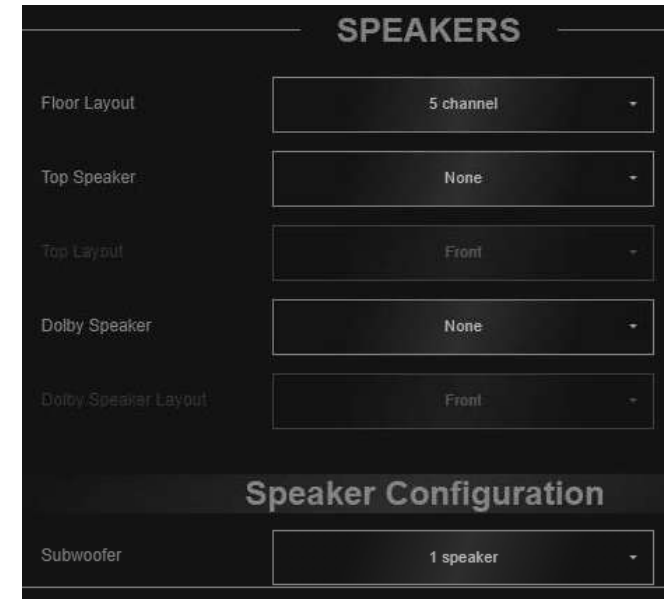 SPEAKERS
Floor Layout 5 channel
Top Speaker None
Top Layout Front
Dolby Speaker None
Dolby Speaker Layout Front
Speaker Configuration
Subwoofer 1 speaker